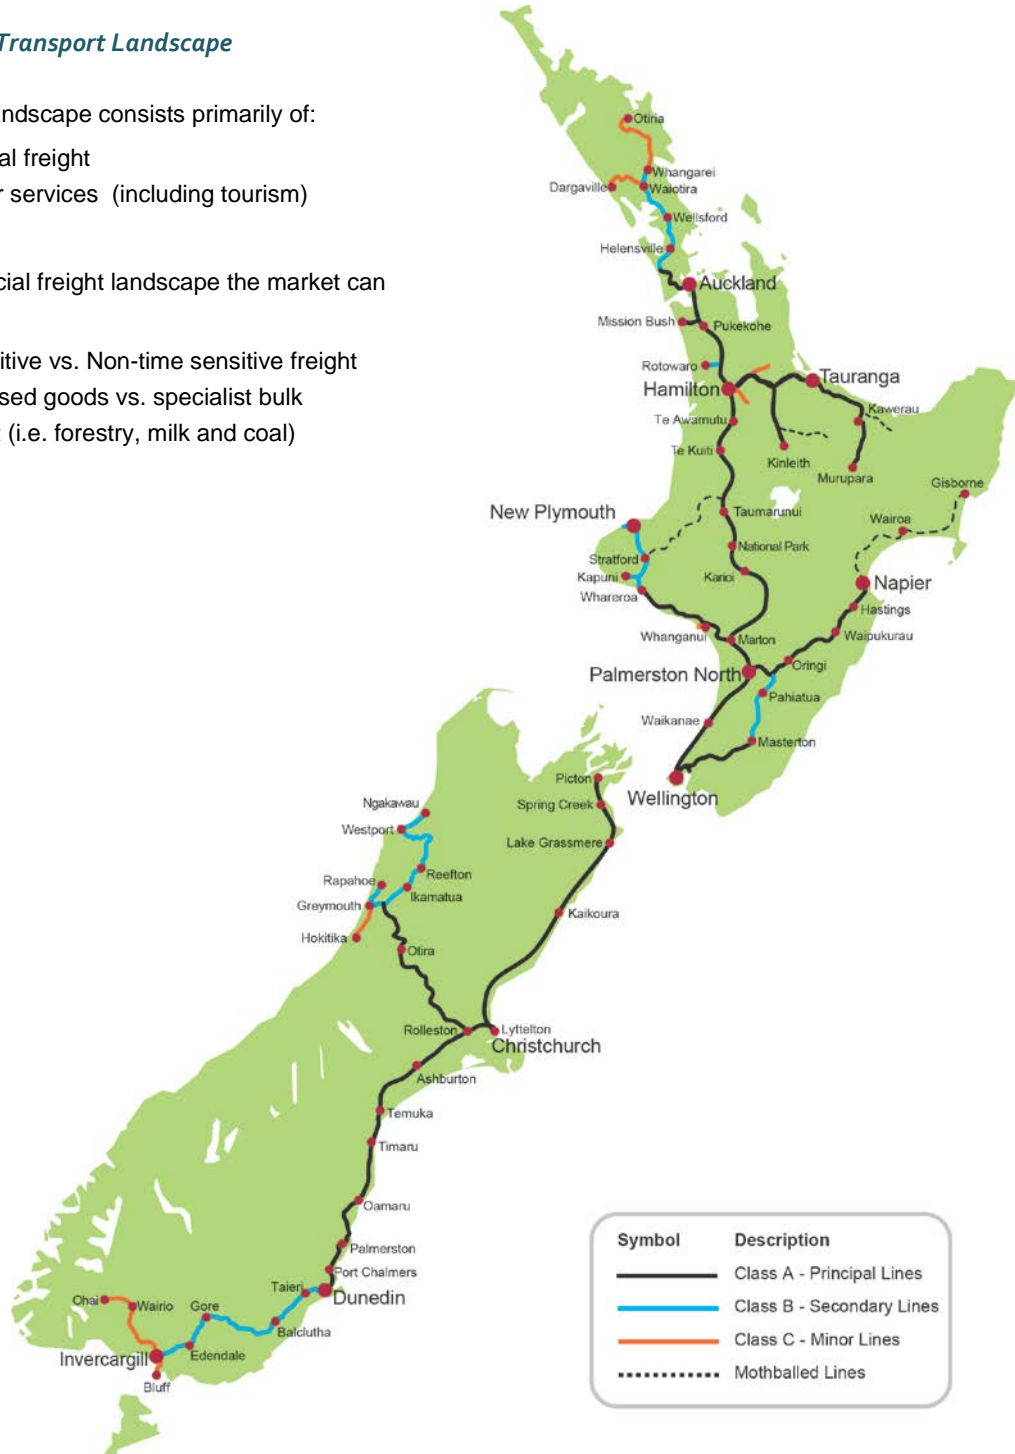 Transport Landscape
ndscape consists primarily of:
al freight
r services (including tourism)
cial freight landscape the market can
itive vs. Non-time sensitive freight
sed goods vs. specialist bulk
t (i.e. forestry, milk and coal)
Otiria
Whangarei
Dargaville
Waiotira
Wellsford
Helensville
Auckland
Mission Bush
Pukekohe
Rotowaro
Hamilton
Tauranga
Te Awamutu
Kawerau
Te Kuiti
Kinleith
Murupara
Gisborne
New Plymouth
Taumarunui
Wairoa
National Park
Stratford
Kapuni
Karioi
Napier
Whareroa
Hastings
Whanganui
Marton
Waipukurau
Palmerston North
Oringi
Pahiatua
Waikanae
Masterton
Wellington
Picton
Spring Creek
Ngakawau
Westport
Lake Grassmere
Reefton
Rapahoe
Ikamatua
Greymouth
Kaikoura
Hokitika
Otira
Rolleston
Lyttelton
Christchurch
Ashburton
Temuka
Timaru
Oamaru
Palmerston
Port Chalmers
Taieri
Dunedin
Ohai
Wairio
Gore
Balclutha
Invercargill
Edendale
Bluff
Symbol Description
Class A - Principal Lines
Class B - Secondary Lines
Class C - Minor Lines
Mothballed Lines